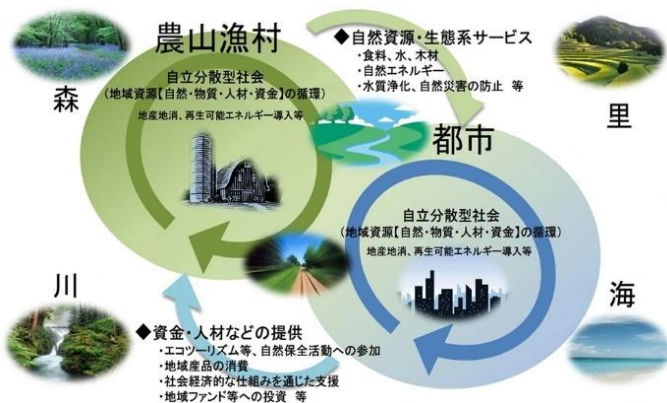 農山漁村
自立分散型社会
(地域資源【自然・物質・人材・資金】の循環)
地産地消、再生可能エネルギー導入等
森
◆自然資源・生態系サービス
・食料、水、木材
・自然エネルギー
・水質浄化、自然災害の防止 等
里
都市
自立分散型社会
(地域資源【自然・物質・人材・資金】の循環)
地産地消、再生可能エネルギー導入等
川
海
◆資金・人材などの提供
・エコツーリズム等、自然保全活動への参加
・地域産品の消費
・社会経済的な仕組を通じた支援
・地域ファンド等への投資 等